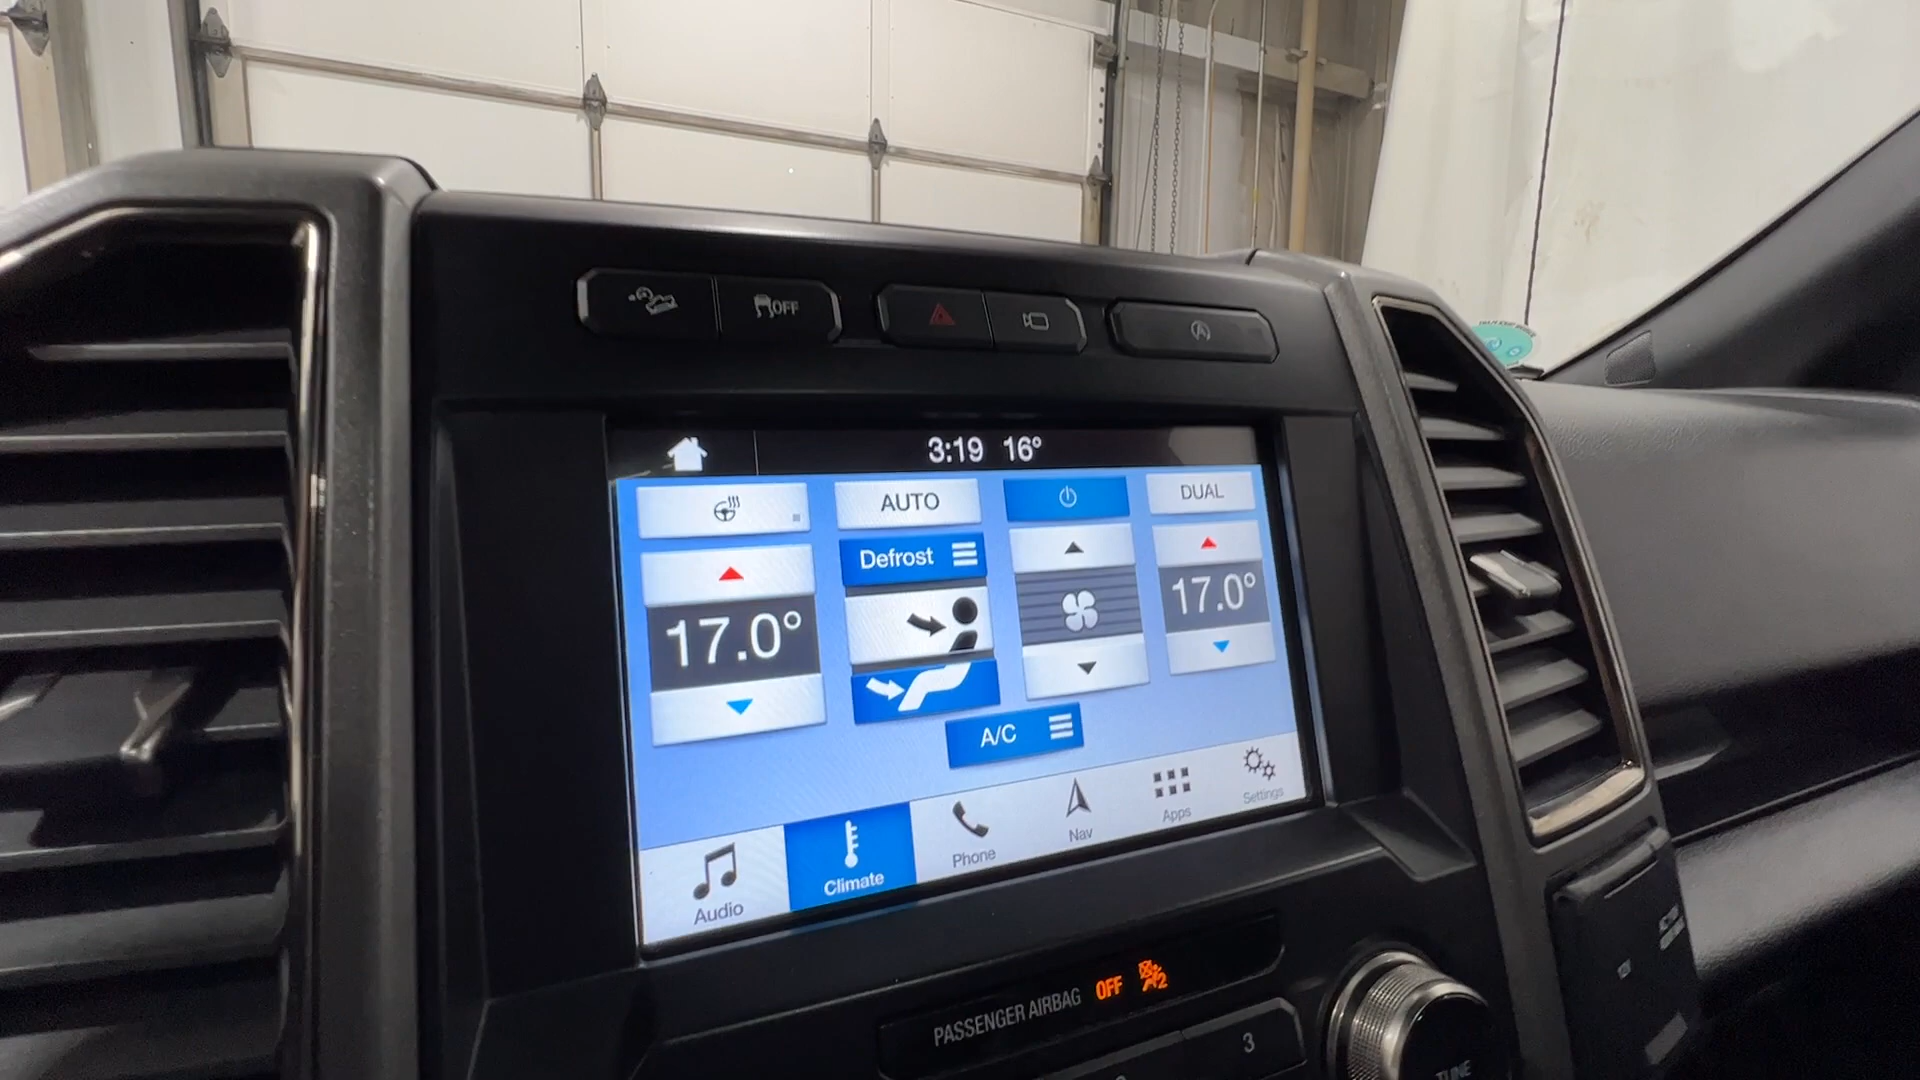 OFF
3:19 16°
AUTO
DUAL
Defrost
17.0°
17.0°
A/C
Audio
Climate
Phone
Nav
Apps
Settings
PASSENGER AIRBAG OFF
2
3
TUNE